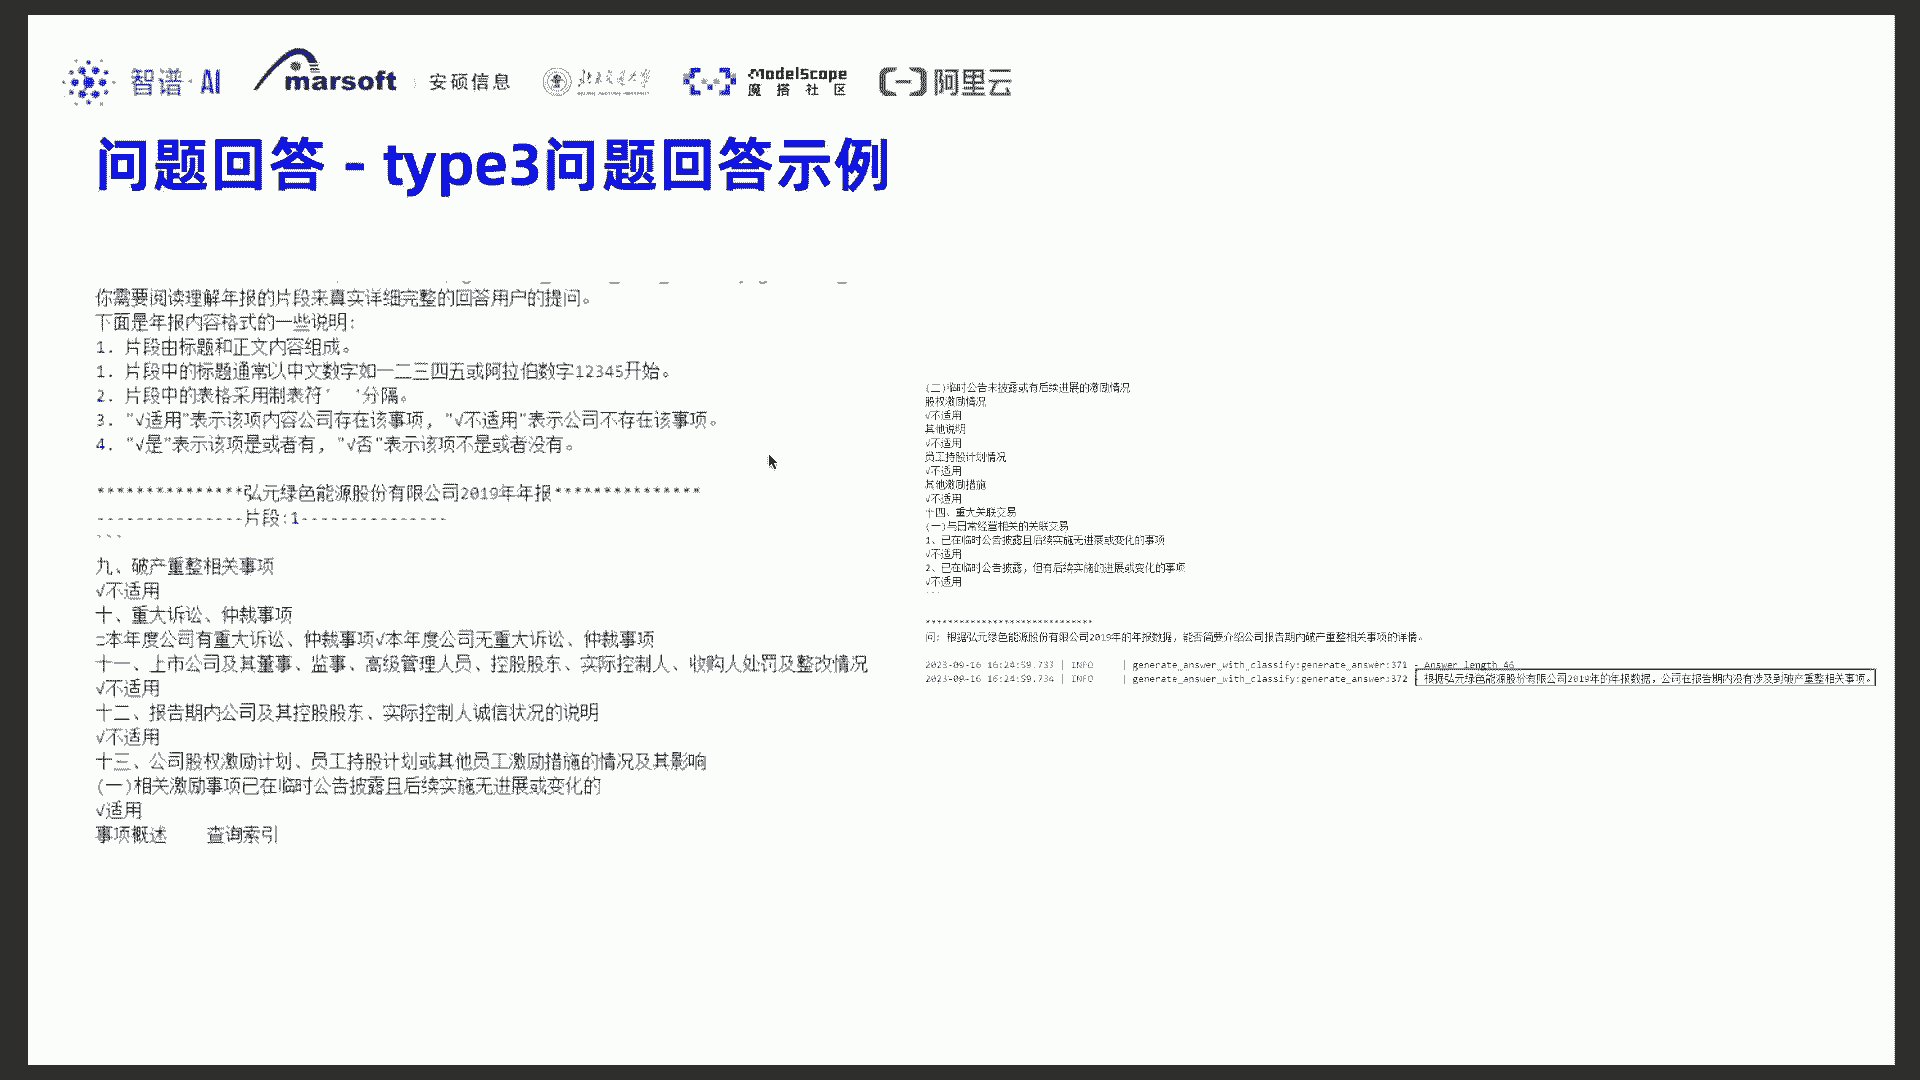 智谱·AI
marsoft
安硕信息
北京交通大学
ModelScope
魔搭社区
阿里云
问题回答 - type3问题回答示例
你需要阅读理解年报的片段来真实详细完整的回答用户的提问。
下面是年报内容格式的一些说明:
1. 片段由标题和正文内容组成。
1. 片段中的标题通常以中文数字如一二三四五或阿拉伯数字12345开始。
2. 片段中的表格采用制表符' '分隔。
3. "√适用"表示该项内容公司存在该事项, "√不适用"表示公司不存在该事项。
4. "√是"表示该项是或者有, "√否"表示该项不是或者没有。
***************弘元绿色能源股份有限公司2019年年报***************
---------------片段:1---------------
```
九、破产重整相关事项
√不适用
十、重大诉讼、仲裁事项
□本年度公司有重大诉讼、仲裁事项√本年度公司无重大诉讼、仲裁事项
十一、上市公司及其董事、监事、高级管理人员、控股股东、实际控制人、收购人处罚及整改情况
√不适用
十二、报告期内公司及其控股股东、实际控制人诚信状况的说明
√不适用
十三、公司股权激励计划、员工持股计划或其他员工激励措施的情况及其影响
(一)相关激励事项已在临时公告披露且后续实施无进展或变化的
√适用
事项概述 查询索引
(二)临时公告未披露或有后续进展的激励情况
股权激励情况
√不适用
其他说明
√不适用
员工持股计划情况
√不适用
其他激励措施
√不适用
十四、重大关联交易
(一)与日常经营相关的关联交易
1、已在临时公告披露且后续实施无进展或变化的事项
√不适用
2、已在临时公告披露，但有后续实施的进展或变化的事项
√不适用
```
******************************
问: 根据弘元绿色能源股份有限公司2019年的年报数据, 能否简要介绍公司报告期内破产重整相关事项的详情。
2023-09-16 16:24:59.733 | INFO | generate_answer_with_classify:generate_answer:371 - Answer length 46
2023-09-16 16:24:59.734 | INFO | generate_answer_with_classify:generate_answer:372 - 根据弘元绿色能源股份有限公司2019年的年报数据, 公司在报告期内没有涉及到破产重整相关事项。